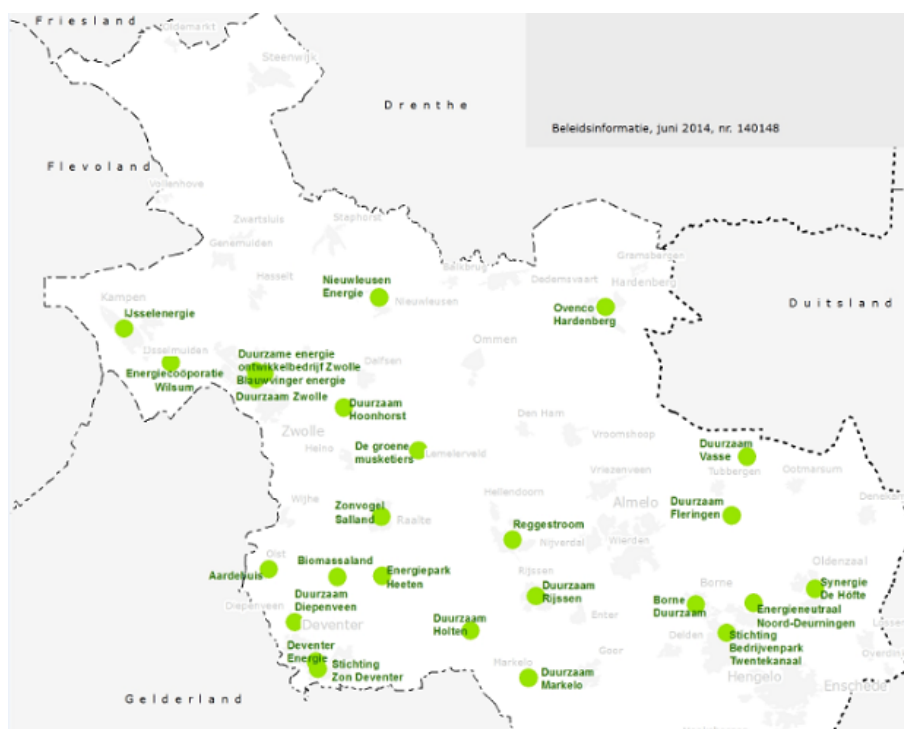 Friesland
Oldemarkt
Steenwijk
Drenthe
Beleidsinformatie, juni 2014, nr. 140148
Flevoland
Vollenhove
Zwartsluis
Staphorst
Genemuiden
Hasselt
Balkbrug
Dedemsvaart
Gramsbergen
Hardenberg
Nieuwleusen
Energie
Nieuwleusen
Duitsland
Kampen
IJsselenergie
Ovenco
Hardenberg
IJsselmuiden
Ommen
Energiecoöporatie
Wilsum
Duurzame energie
ontwikkelbedrijf Zwolle
Blauwvinger energie
Duurzaam Zwolle
Dalfsen
Duurzaam
Hoonhorst
Zwolle
Den Ham
Vroomshoop
De groene
musketiers
Heino
Lemelerveld
Duurzaam
Vasse
Tubbergen
Ootmarsum
Vriezenveen
Hellendoorn
Almelo
Wijhe
Zonvogel
Salland
Raalte
Duurzaam
Fleringen
Reggestroom
Nijverdal
Wierden
Olst
Aardehuis
Biomassaland
Energiepark
Heeten
Rijssen
Oldenzaal
Borne
Synergie
De Höfte
Duurzaam
Rijssen
Diepenveen
Duurzaam
Diepenveen
Deventer
Duurzaam
Holten
Enter
Borne
Duurzaam
Energieneutraal
Noord-Deurningen
Delden
Stichting
Bedrijvenpark
Twentekanaal
Deventer
Energie
Stichting
Zon Deventer
Markelo
Goor
Duurzaam
Markelo
Hengelo
Enschede
Gelderland